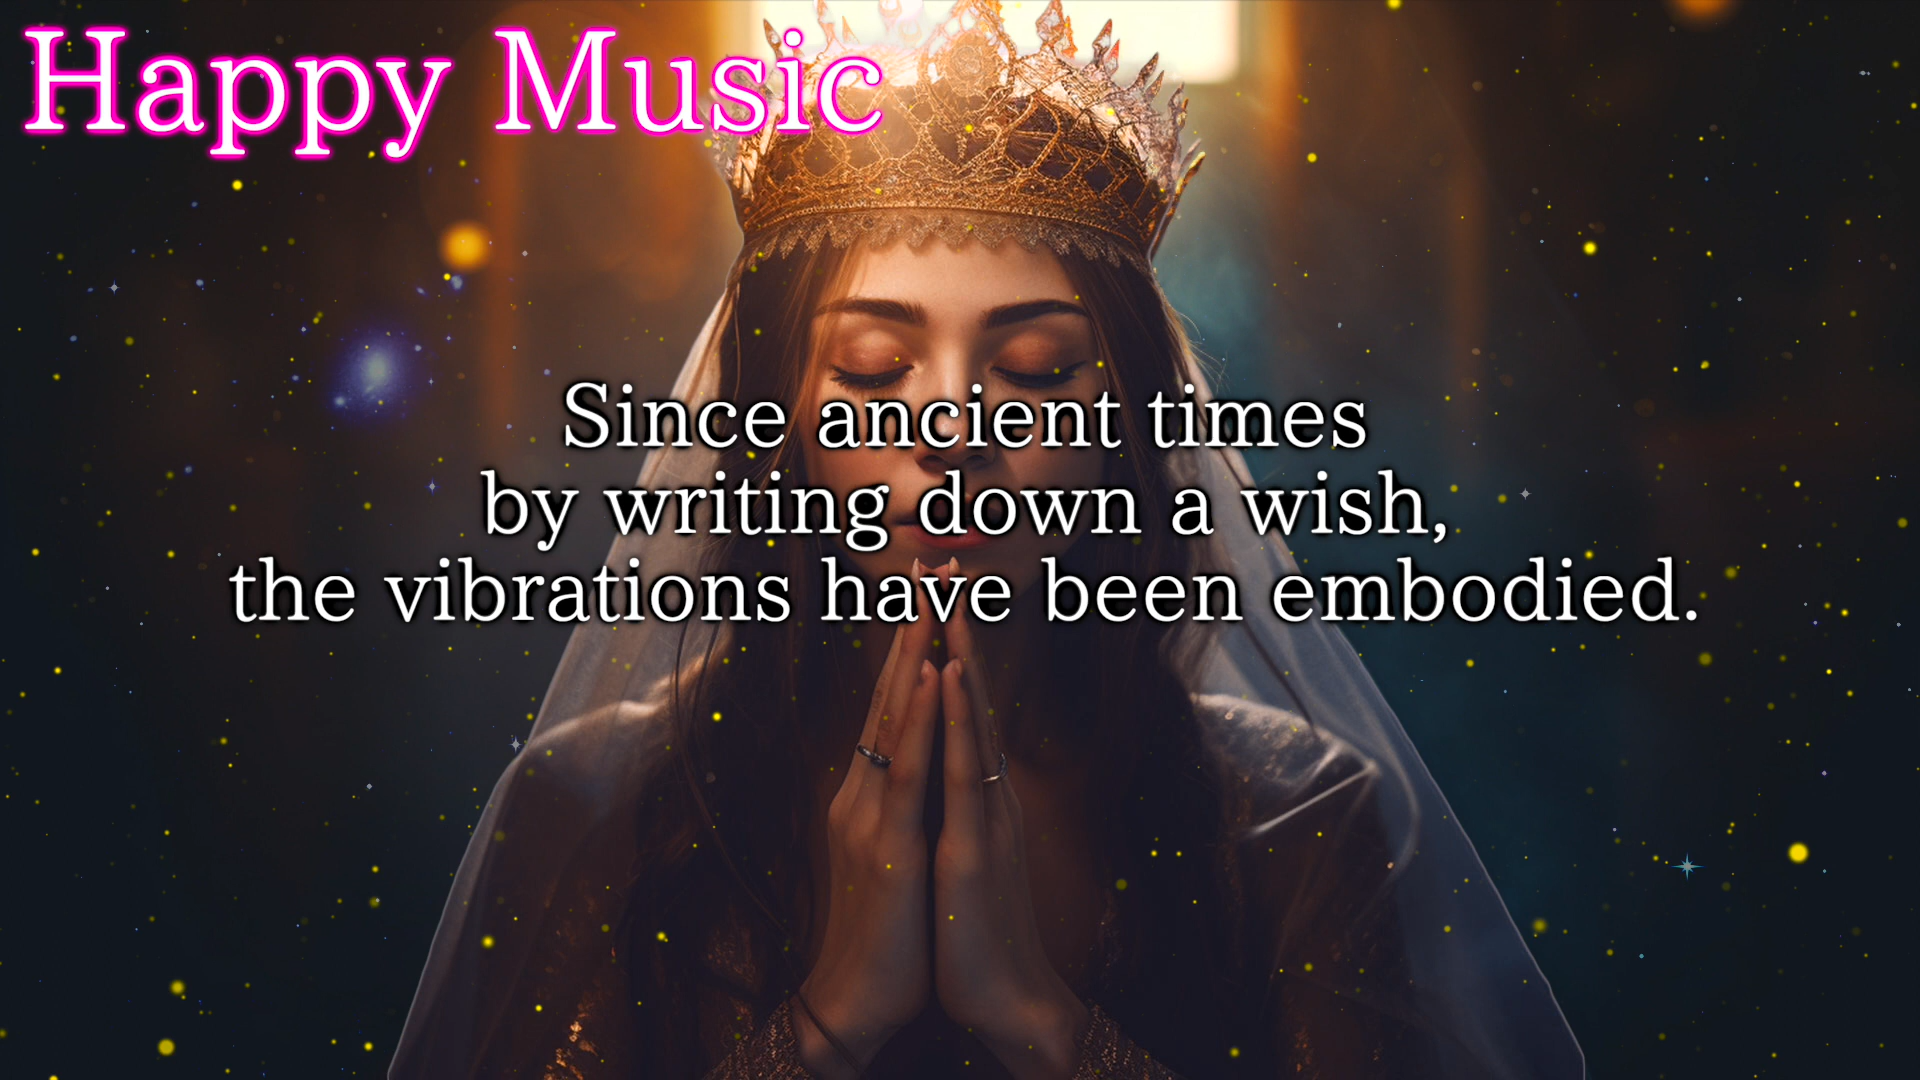 Happy Music
Since ancient times
by writing down a wish,
the vibrations have been embodied.